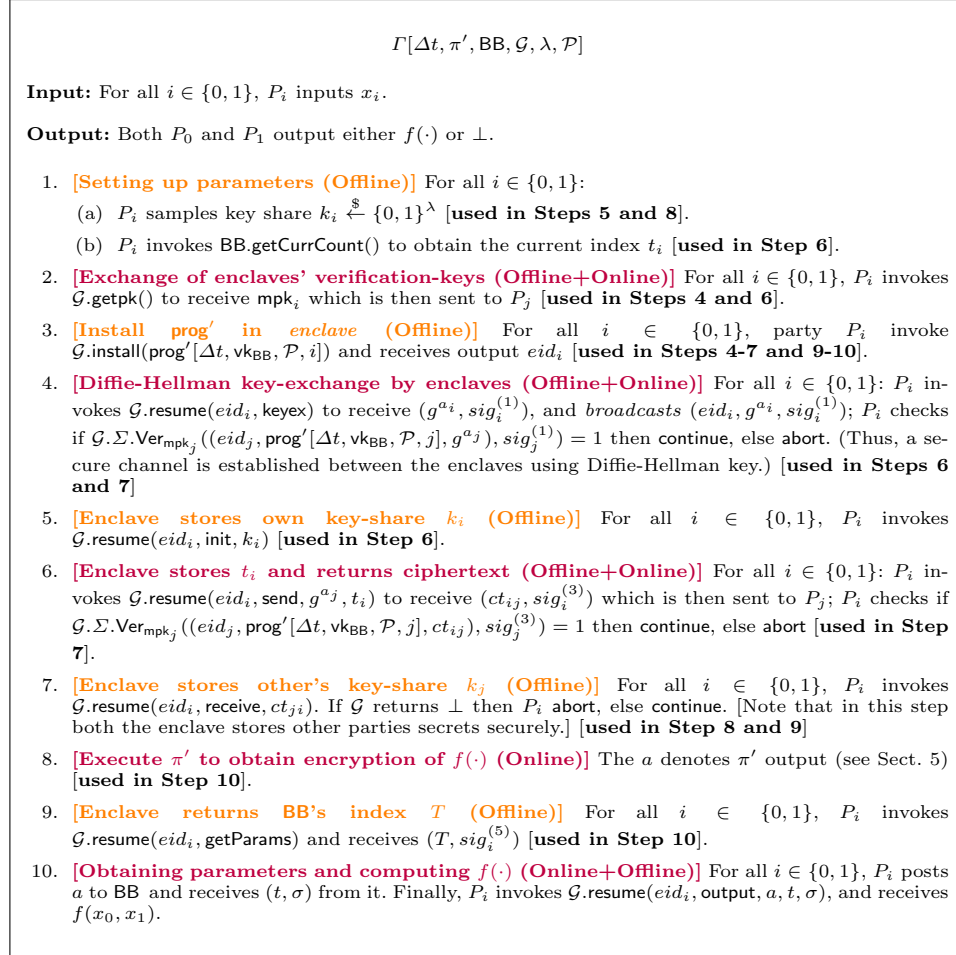 Γ[Δt, π′, BB, 𝒢, λ, 𝒫]
Input: For all i ∈ {0, 1}, P_i inputs x_i.
Output: Both P_0 and P_1 output either f(·) or ⊥.
1. [Setting up parameters (Offline)] For all i ∈ {0, 1}:
(a) P_i samples key share k_i ←$ {0, 1}^λ [used in Steps 5 and 8].
(b) P_i invokes BB.getCurrCount() to obtain the current index t_i [used in Step 6].
2. [Exchange of enclaves' verification-keys (Offline+Online)] For all i ∈ {0, 1}, P_i invokes
𝒢.getpk() to receive mpk_i which is then sent to P_j [used in Steps 4 and 6].
3. [Install prog′ in enclave (Offline)] For all i ∈ {0, 1}, party P_i invoke
𝒢.install(prog′[Δt, vk_BB, 𝒫, i]) and receives output eid_i [used in Steps 4-7 and 9-10].
4. [Diffie-Hellman key-exchange by enclaves (Offline+Online)] For all i ∈ {0, 1}: P_i in-
vokes 𝒢.resume(eid_i, keyex) to receive (g^{a_i}, sig_i^{(1)}), and broadcasts (eid_i, g^{a_i}, sig_i^{(1)}); P_i checks
if 𝒢.Σ.Ver_{mpk_j}((eid_j, prog′[Δt, vk_BB, 𝒫, j], g^{a_j}), sig_j^{(1)}) = 1 then continue, else abort. (Thus, a se-
cure channel is established between the enclaves using Diffie-Hellman key.) [used in Steps 6
and 7]
5. [Enclave stores own key-share k_i (Offline)] For all i ∈ {0, 1}, P_i invokes
𝒢.resume(eid_i, init, k_i) [used in Step 6].
6. [Enclave stores t_i and returns ciphertext (Offline+Online)] For all i ∈ {0, 1}: P_i in-
vokes 𝒢.resume(eid_i, send, g^{a_j}, t_i) to receive (ct_{ij}, sig_i^{(3)}) which is then sent to P_j; P_i checks if
𝒢.Σ.Ver_{mpk_j}((eid_j, prog′[Δt, vk_BB, 𝒫, j], ct_{ij}), sig_j^{(3)}) = 1 then continue, else abort [used in Step
7].
7. [Enclave stores other's key-share k_j (Offline)] For all i ∈ {0, 1}, P_i invokes
𝒢.resume(eid_i, receive, ct_{ji}). If 𝒢 returns ⊥ then P_i abort, else continue. [Note that in this step
both the enclave stores other parties secrets securely.] [used in Step 8 and 9]
8. [Execute π′ to obtain encryption of f(·) (Online)] The a denotes π′ output (see Sect. 5)
[used in Step 10].
9. [Enclave returns BB's index T (Offline)] For all i ∈ {0, 1}, P_i invokes
𝒢.resume(eid_i, getParams) and receives (T, sig_i^{(5)}) [used in Step 10].
10. [Obtaining parameters and computing f(·) (Online+Offline)] For all i ∈ {0, 1}, P_i posts
a to BB and receives (t, σ) from it. Finally, P_i invokes 𝒢.resume(eid_i, output, a, t, σ), and receives
f(x_0, x_1).